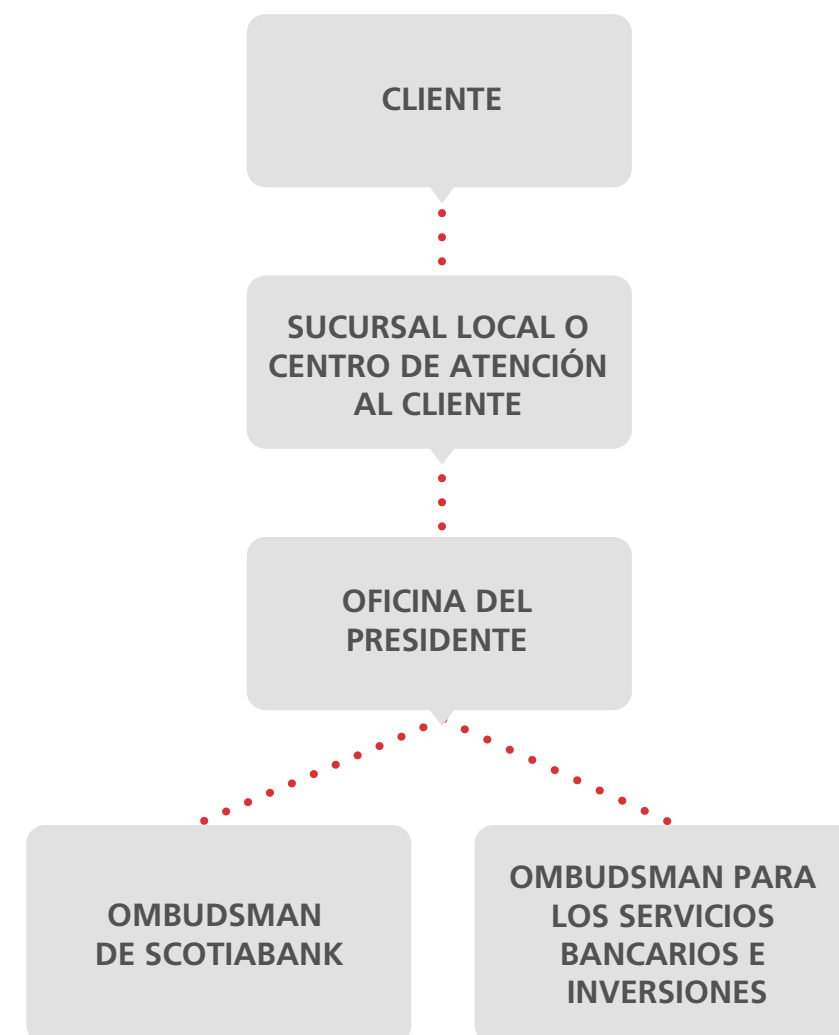 CLIENTE
SUCURSAL LOCAL O
CENTRO DE ATENCIÓN
AL CLIENTE
OFICINA DEL
PRESIDENTE
OMBUDSMAN
DE SCOTIABANK
OMBUDSMAN PARA
LOS SERVICIOS
BANCARIOS E
INVERSIONES